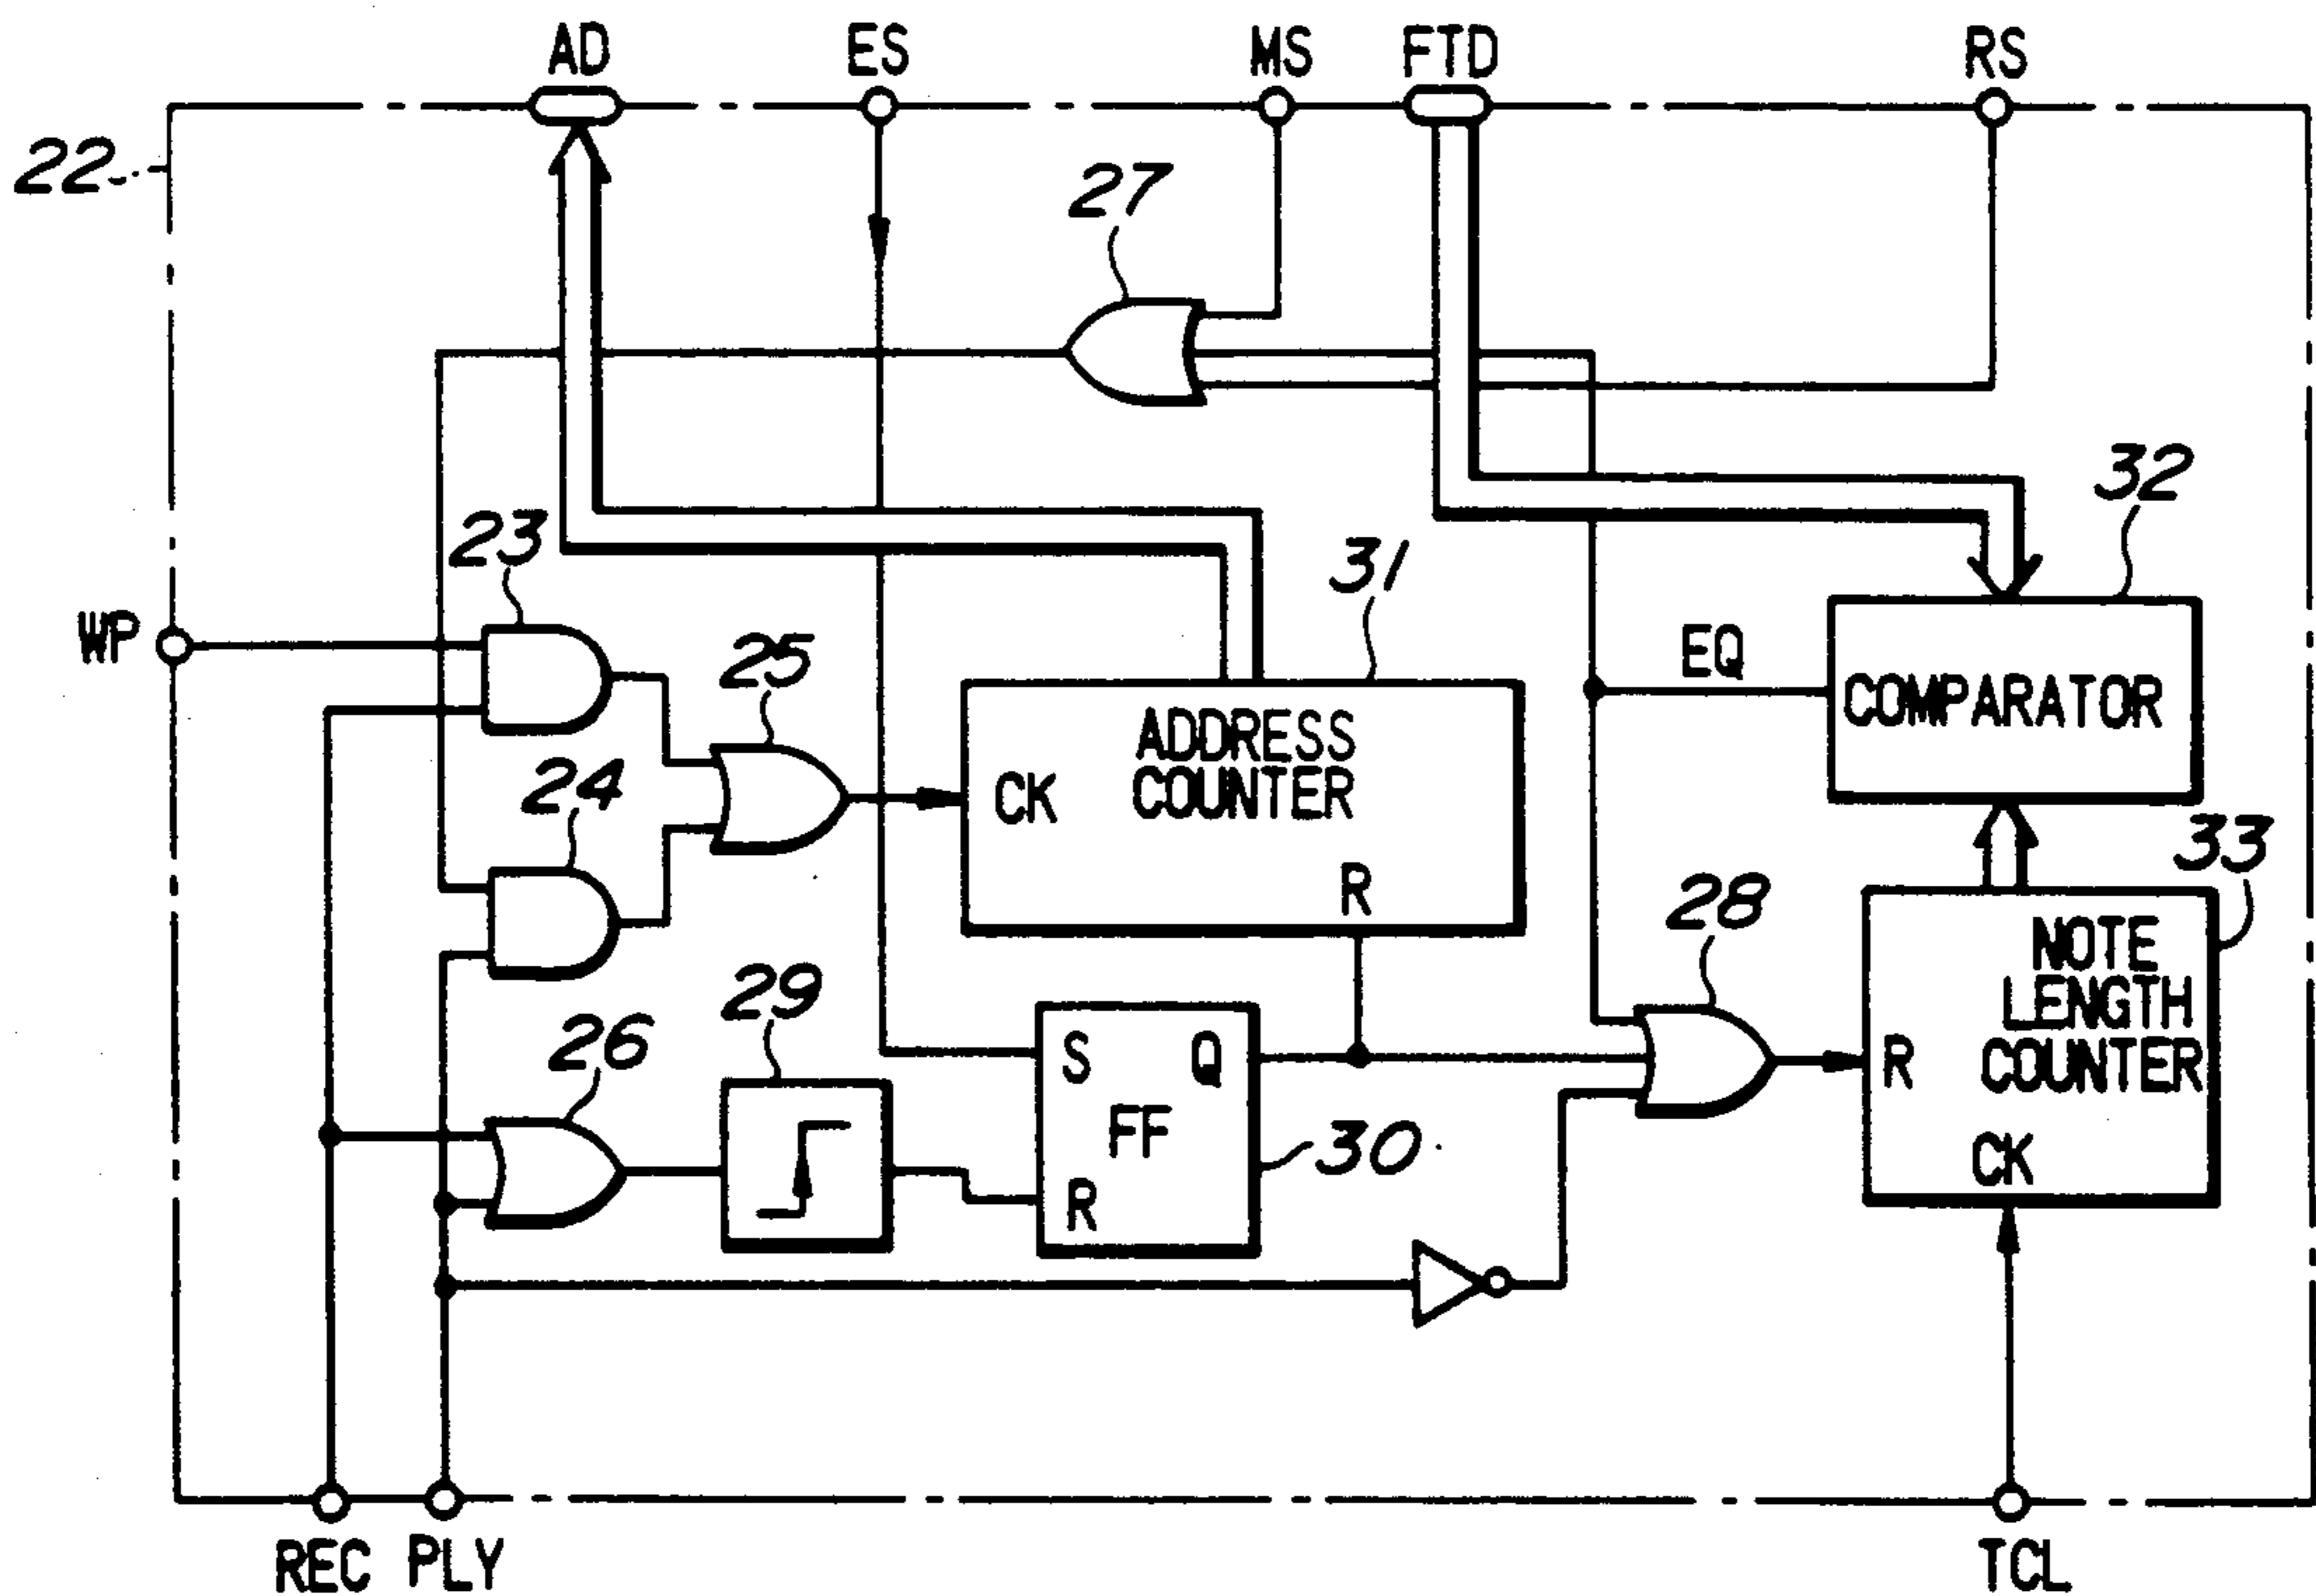 AD ES MS FTD RS
22
27
32
23
31
WP
25
EQ
COMPARATOR
ADDRESS
COUNTER
CK
24
33
R
28
NOTE
LENGTH
COUNTER
29
26
S Q
R
FF
30
CK
R
REC PLY TCL